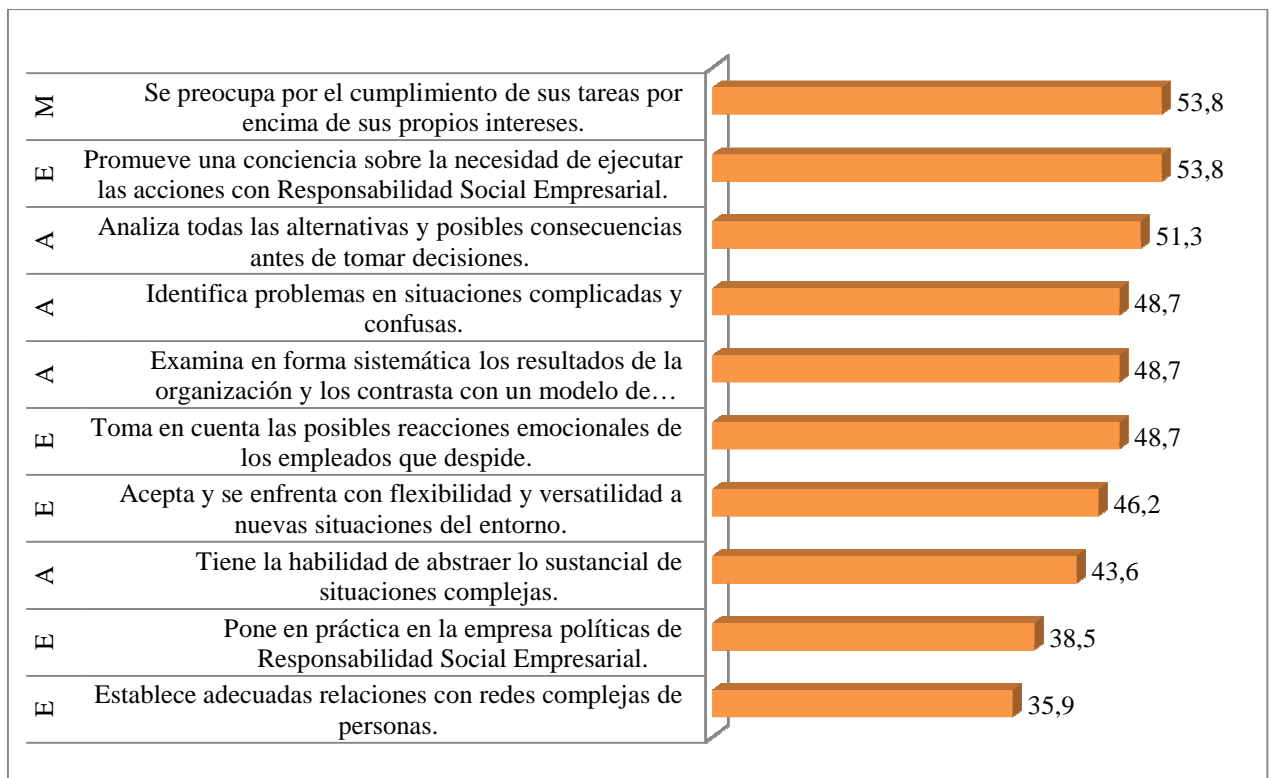 M
Se preocupa por el cumplimiento de sus tareas por
encima de sus propios intereses.
53,8
E
Promueve una conciencia sobre la necesidad de ejecutar
las acciones con Responsabilidad Social Empresarial.
53,8
A
Analiza todas las alternativas y posibles consecuencias
antes de tomar decisiones.
51,3
A
Identifica problemas en situaciones complicadas y
confusas.
48,7
A
Examina en forma sistemática los resultados de la
organización y los contrasta con un modelo de…
48,7
E
Toma en cuenta las posibles reacciones emocionales de
los empleados que despide.
48,7
E
Acepta y se enfrenta con flexibilidad y versatilidad a
nuevas situaciones del entorno.
46,2
A
Tiene la habilidad de abstraer lo sustancial de
situaciones complejas.
43,6
E
Pone en práctica en la empresa políticas de
Responsabilidad Social Empresarial.
38,5
E
Establece adecuadas relaciones con redes complejas de
personas.
35,9